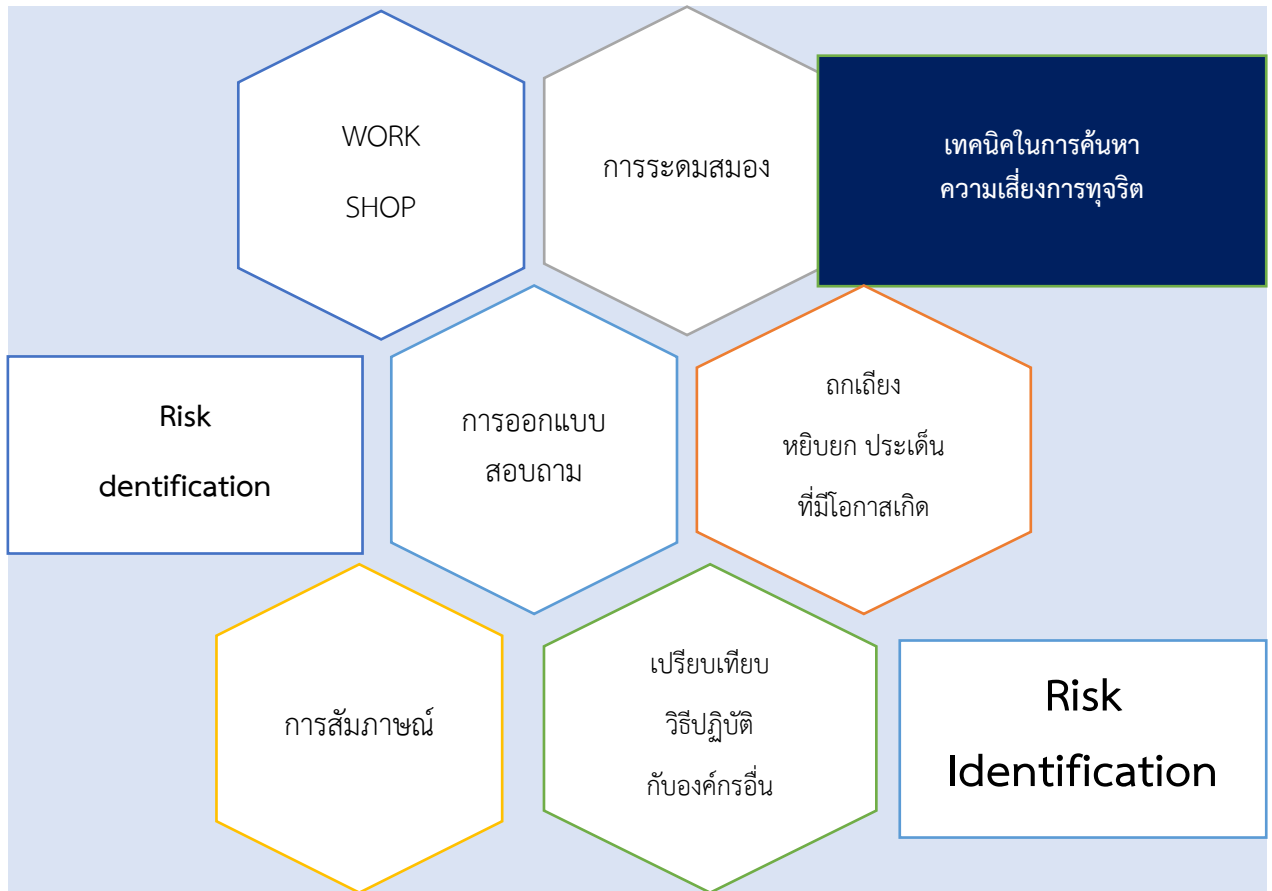 WORK
SHOP
การระดมสมอง
เทคนิคในการค้นหา
ความเสี่ยงการทุจริต
Risk
dentification
การออกแบบ
สอบถาม
ถกเถียง
หยิบยก ประเด็น
ที่มีโอกาสเกิด
การสัมภาษณ์
เปรียบเทียบ
วิธีปฏิบัติ
กับองค์กรอื่น
Risk
Identification